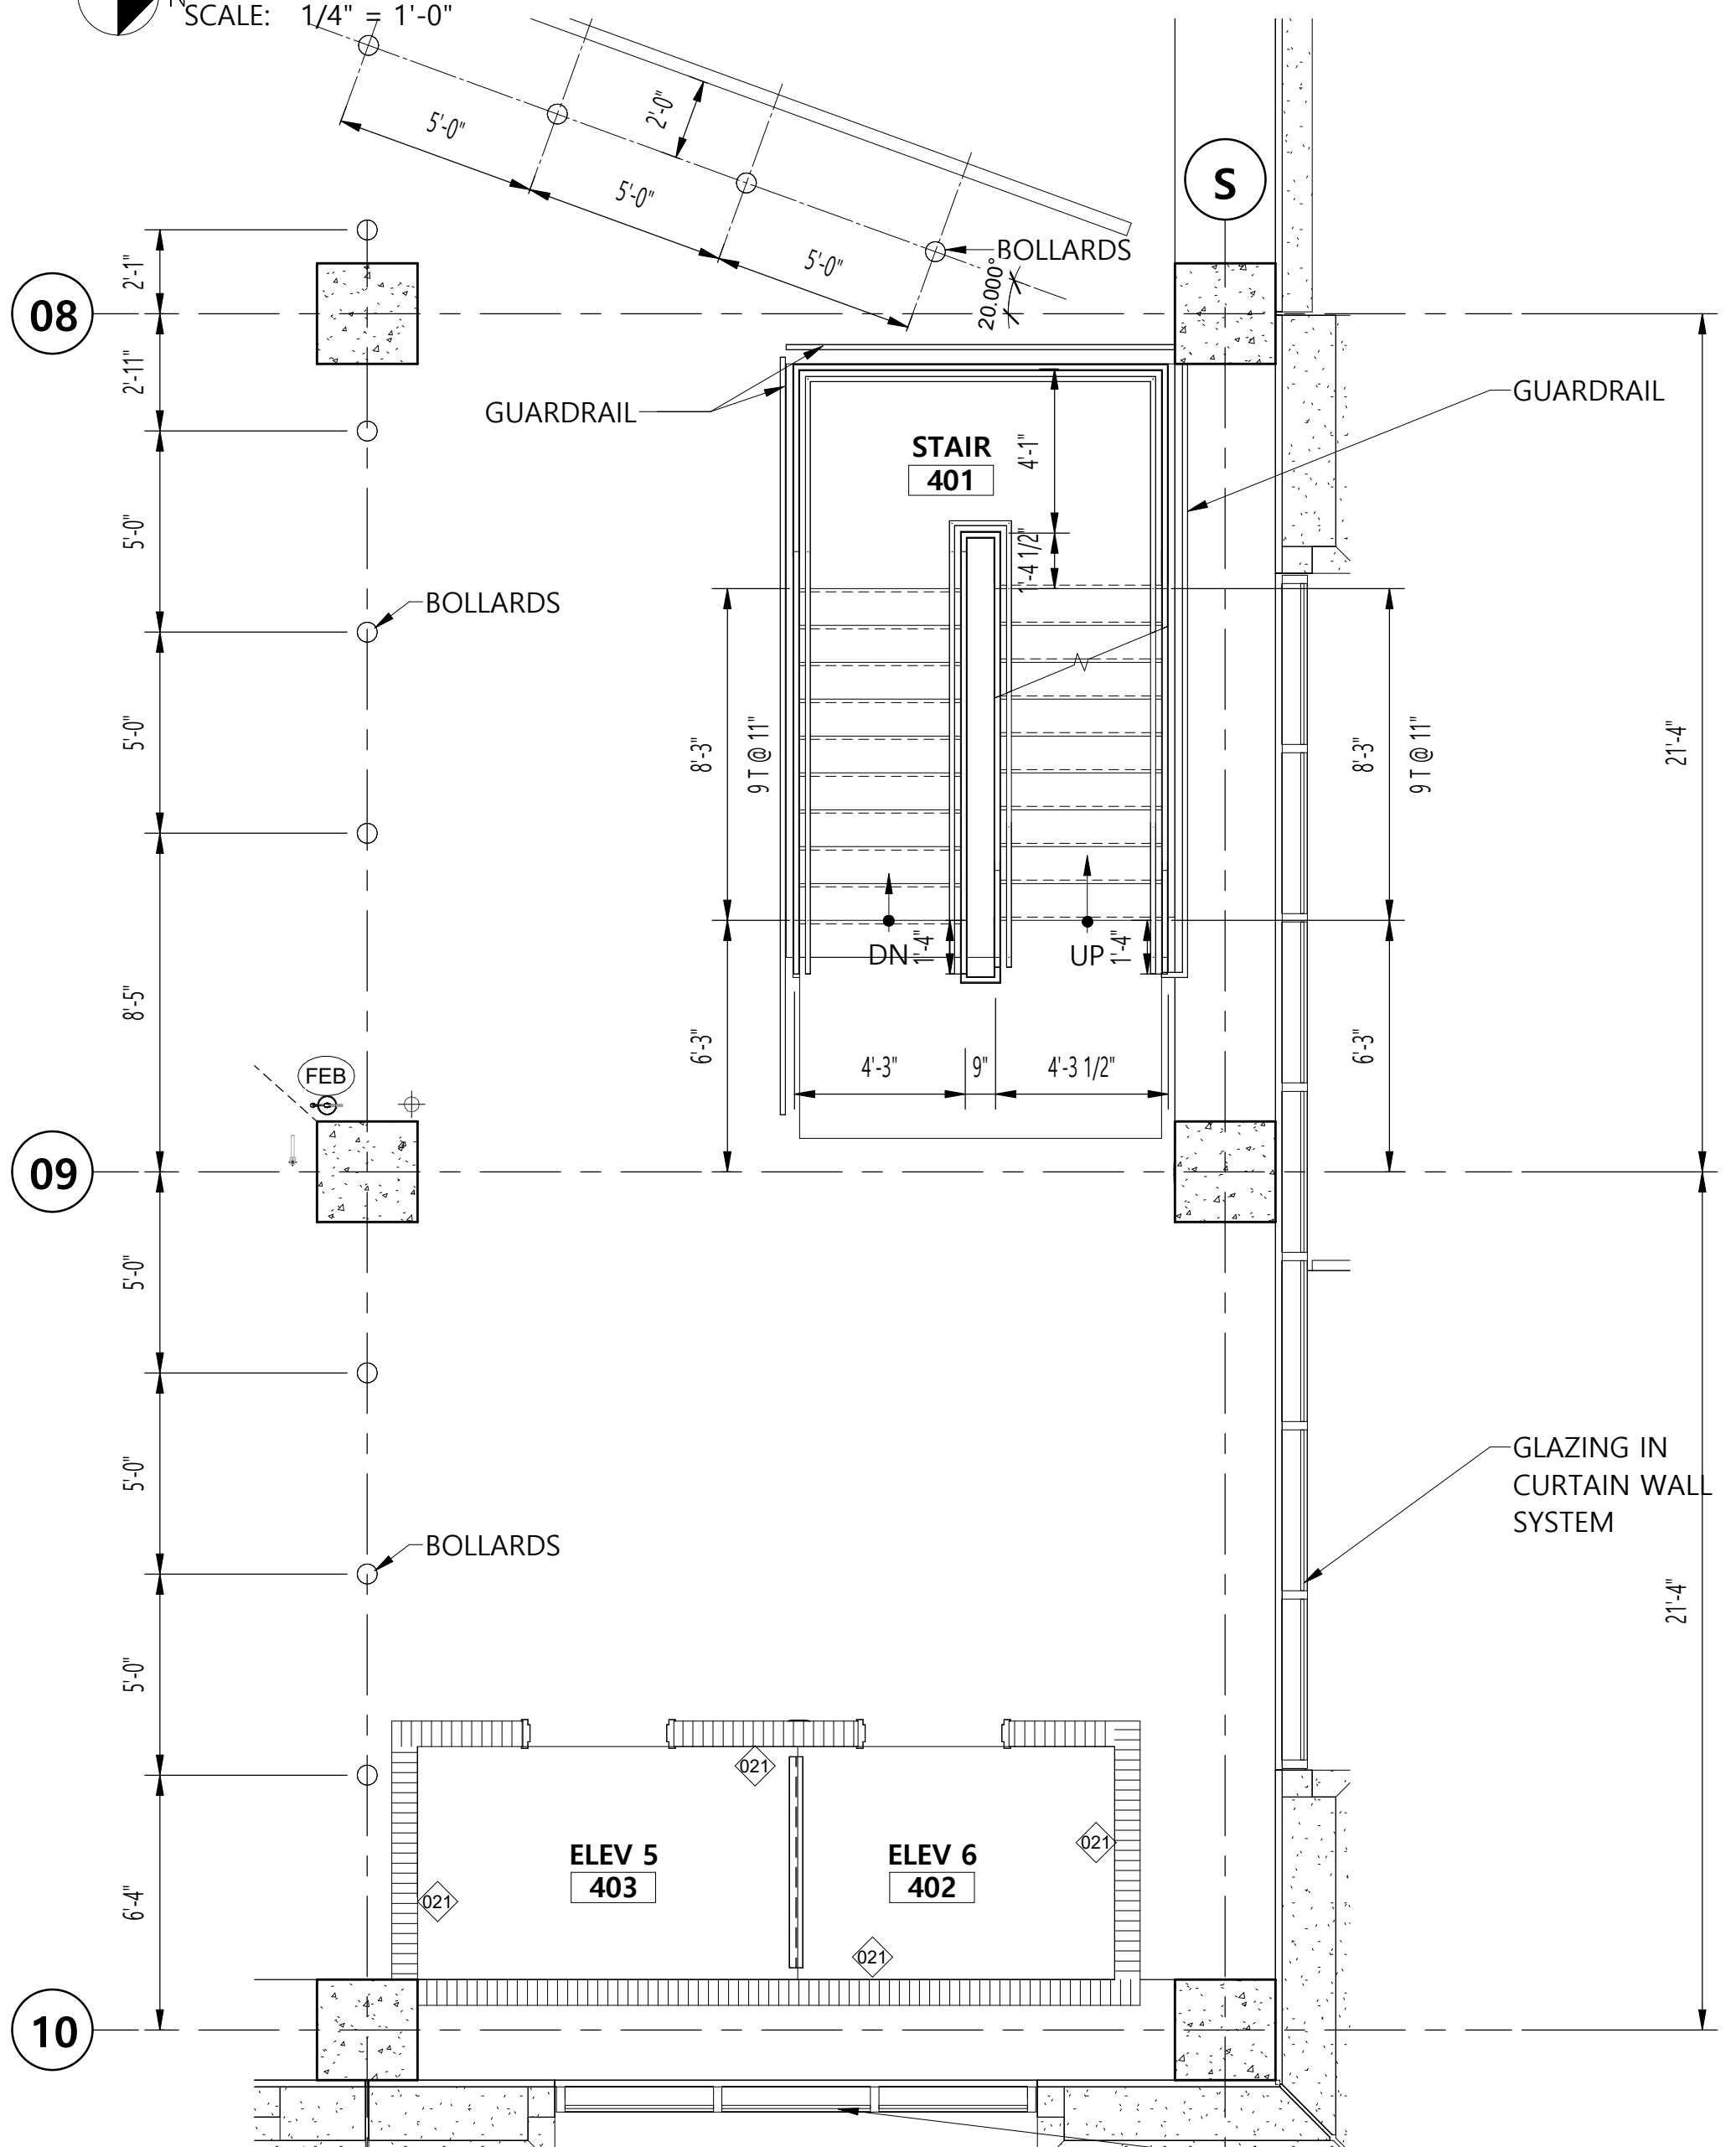 N
SCALE: 1/4" = 1'-0"
5'-0"
2'-0"
5'-0"
5'-0"
S
BOLLARDS
20.000°
2'-1"
08
2'-11"
GUARDRAIL
GUARDRAIL
STAIR
401
4'-1"
1'-4 1/2"
5'-0"
BOLLARDS
5'-0"
8'-3"
9 T @ 11"
8'-3"
9 T @ 11"
21'-4"
DN
1'-4"
UP
1'-4"
8'-5"
6'-3"
4'-3"
9"
4'-3 1/2"
6'-3"
FEB
09
5'-0"
5'-0"
GLAZING IN
CURTAIN WALL
SYSTEM
BOLLARDS
21'-4"
5'-0"
021
021
ELEV 5
403
ELEV 6
402
021
021
6'-4"
10